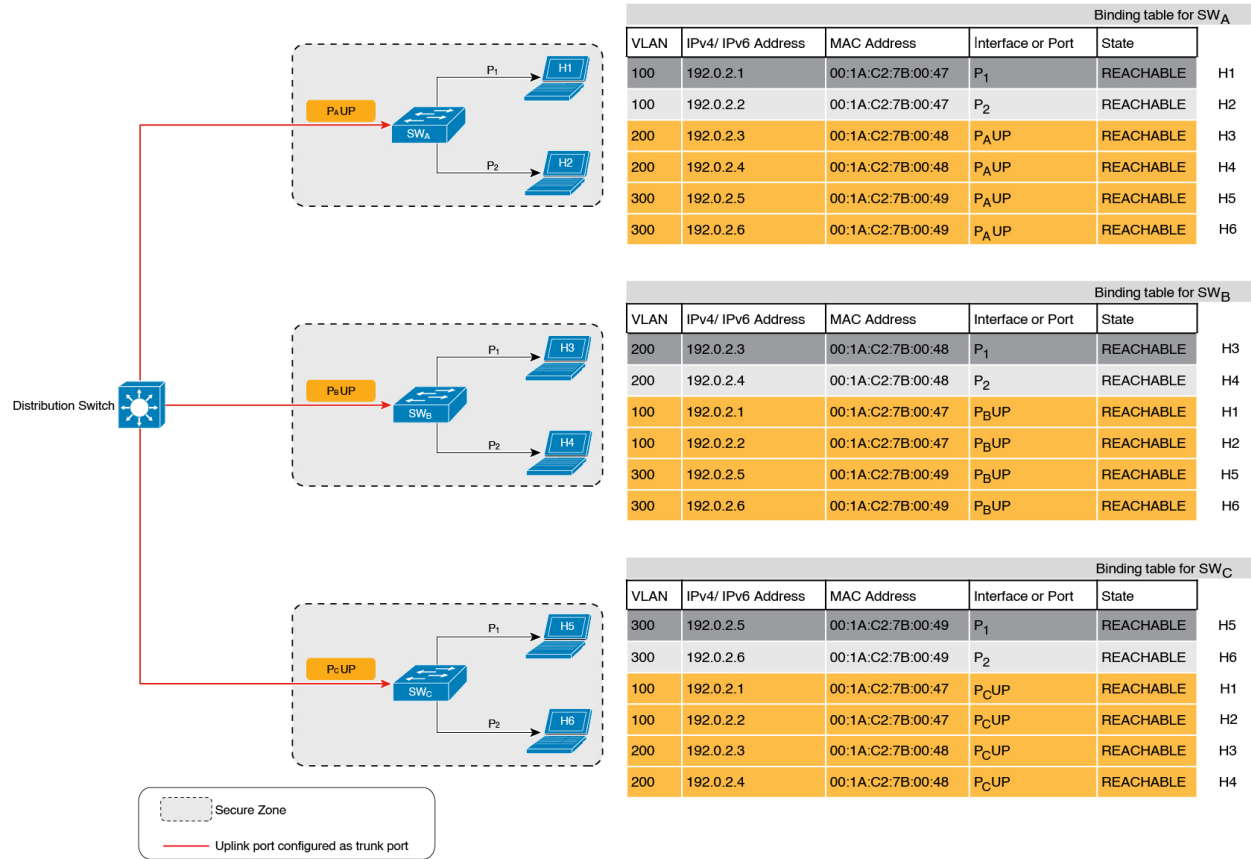 Binding table for SWA
VLAN IPv4/ IPv6 Address MAC Address Interface or Port State
100 192.0.2.1 00:1A:C2:7B:00:47 P1 REACHABLE H1
100 192.0.2.2 00:1A:C2:7B:00:47 P2 REACHABLE H2
200 192.0.2.3 00:1A:C2:7B:00:48 PAUP REACHABLE H3
200 192.0.2.4 00:1A:C2:7B:00:48 PAUP REACHABLE H4
300 192.0.2.5 00:1A:C2:7B:00:49 PAUP REACHABLE H5
300 192.0.2.6 00:1A:C2:7B:00:49 PAUP REACHABLE H6
P1
H1
PAUP
SWA
P2
H2
Binding table for SWB
VLAN IPv4/ IPv6 Address MAC Address Interface or Port State
200 192.0.2.3 00:1A:C2:7B:00:48 P1 REACHABLE H3
200 192.0.2.4 00:1A:C2:7B:00:48 P2 REACHABLE H4
100 192.0.2.1 00:1A:C2:7B:00:47 PBUP REACHABLE H1
100 192.0.2.2 00:1A:C2:7B:00:47 PBUP REACHABLE H2
300 192.0.2.5 00:1A:C2:7B:00:49 PBUP REACHABLE H5
300 192.0.2.6 00:1A:C2:7B:00:49 PBUP REACHABLE H6
P1
H3
PBUP
Distribution Switch
SWB
P2
H4
Binding table for SWC
VLAN IPv4/ IPv6 Address MAC Address Interface or Port State
300 192.0.2.5 00:1A:C2:7B:00:49 P1 REACHABLE H5
300 192.0.2.6 00:1A:C2:7B:00:49 P2 REACHABLE H6
100 192.0.2.1 00:1A:C2:7B:00:47 PCUP REACHABLE H1
100 192.0.2.2 00:1A:C2:7B:00:47 PCUP REACHABLE H2
200 192.0.2.3 00:1A:C2:7B:00:48 PCUP REACHABLE H3
200 192.0.2.4 00:1A:C2:7B:00:48 PCUP REACHABLE H4
P1
H5
PCUP
SWC
P2
H6
Secure Zone
Uplink port configured as trunk port